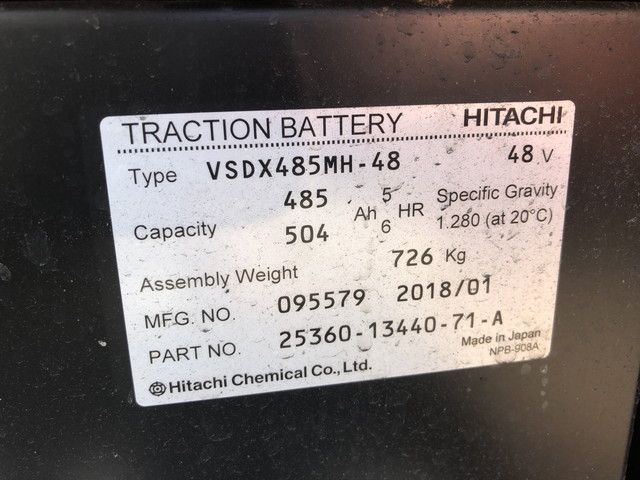 TRACTION BATTERY HITACHI
Type VSDX485MH-48 48 V
Capacity 485 Ah 5 HR Specific Gravity
504 6 1.280 (at 20°C)
Assembly Weight 726 Kg
MFG. NO. 095579 2018/01
PART NO. 25360-13440-71-A Made in Japan
NPB-908A
Hitachi Chemical Co., Ltd.